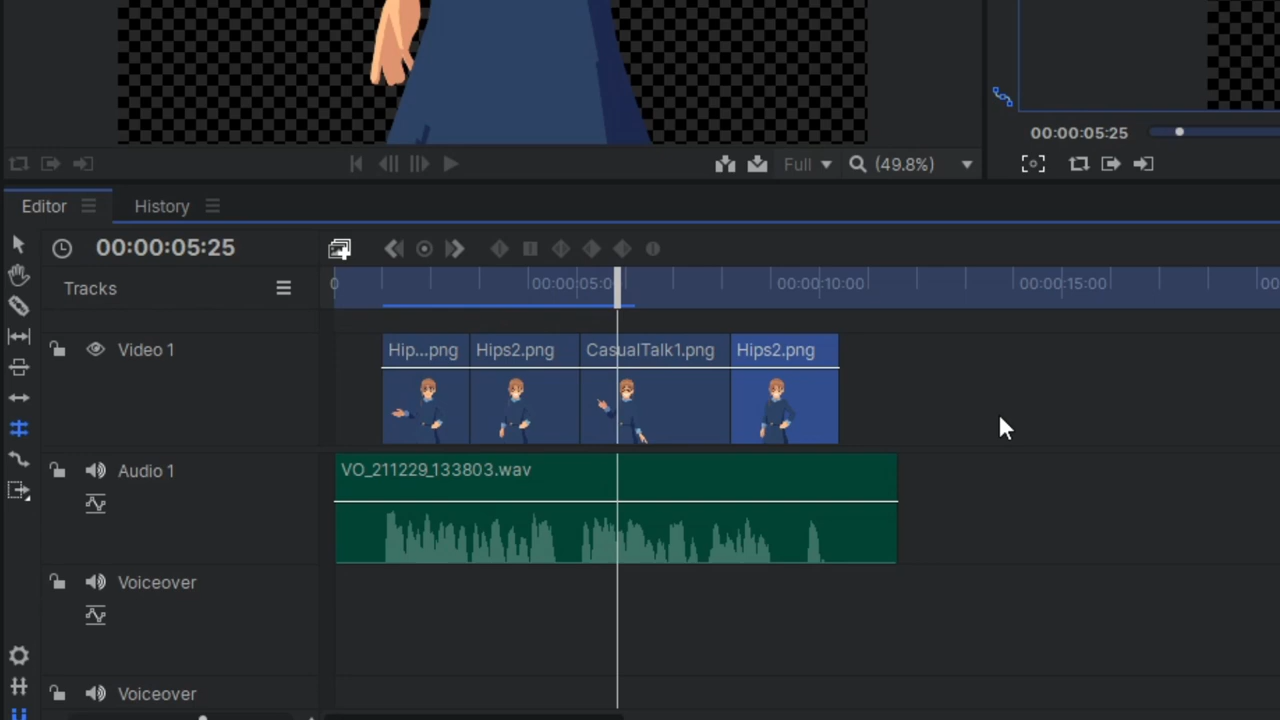 00:00:05:25
Full
(49.8%)
Editor
History
00:00:05:25
Tracks
0
00:00:05:0
00:00:10:00
00:00:15:00
00
Video 1
Hip...png
Hips2.png
CasualTalk1.png
Hips2.png
Audio 1
VO_211229_133803.wav
Voiceover
Voiceover